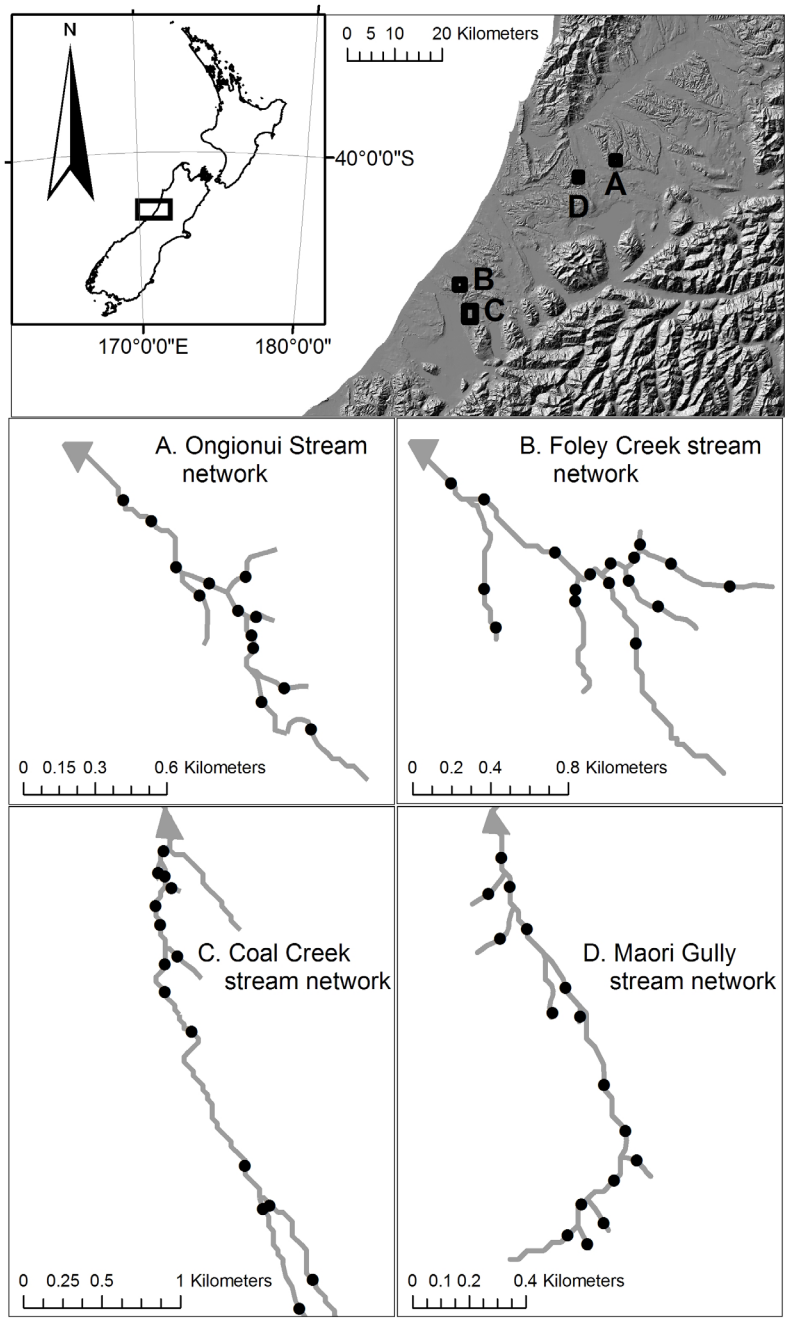 N
0 5 10 20 Kilometers
40°0'0"S
170°0'0"E
180°0'0"
A
D
B
C
A. Ongionui Stream
network
0 0.15 0.3 0.6 Kilometers
B. Foley Creek stream
network
0 0.2 0.4 0.8 Kilometers
C. Coal Creek
stream network
0 0.25 0.5 1 Kilometers
D. Maori Gully
stream network
0 0.1 0.2 0.4 Kilometers